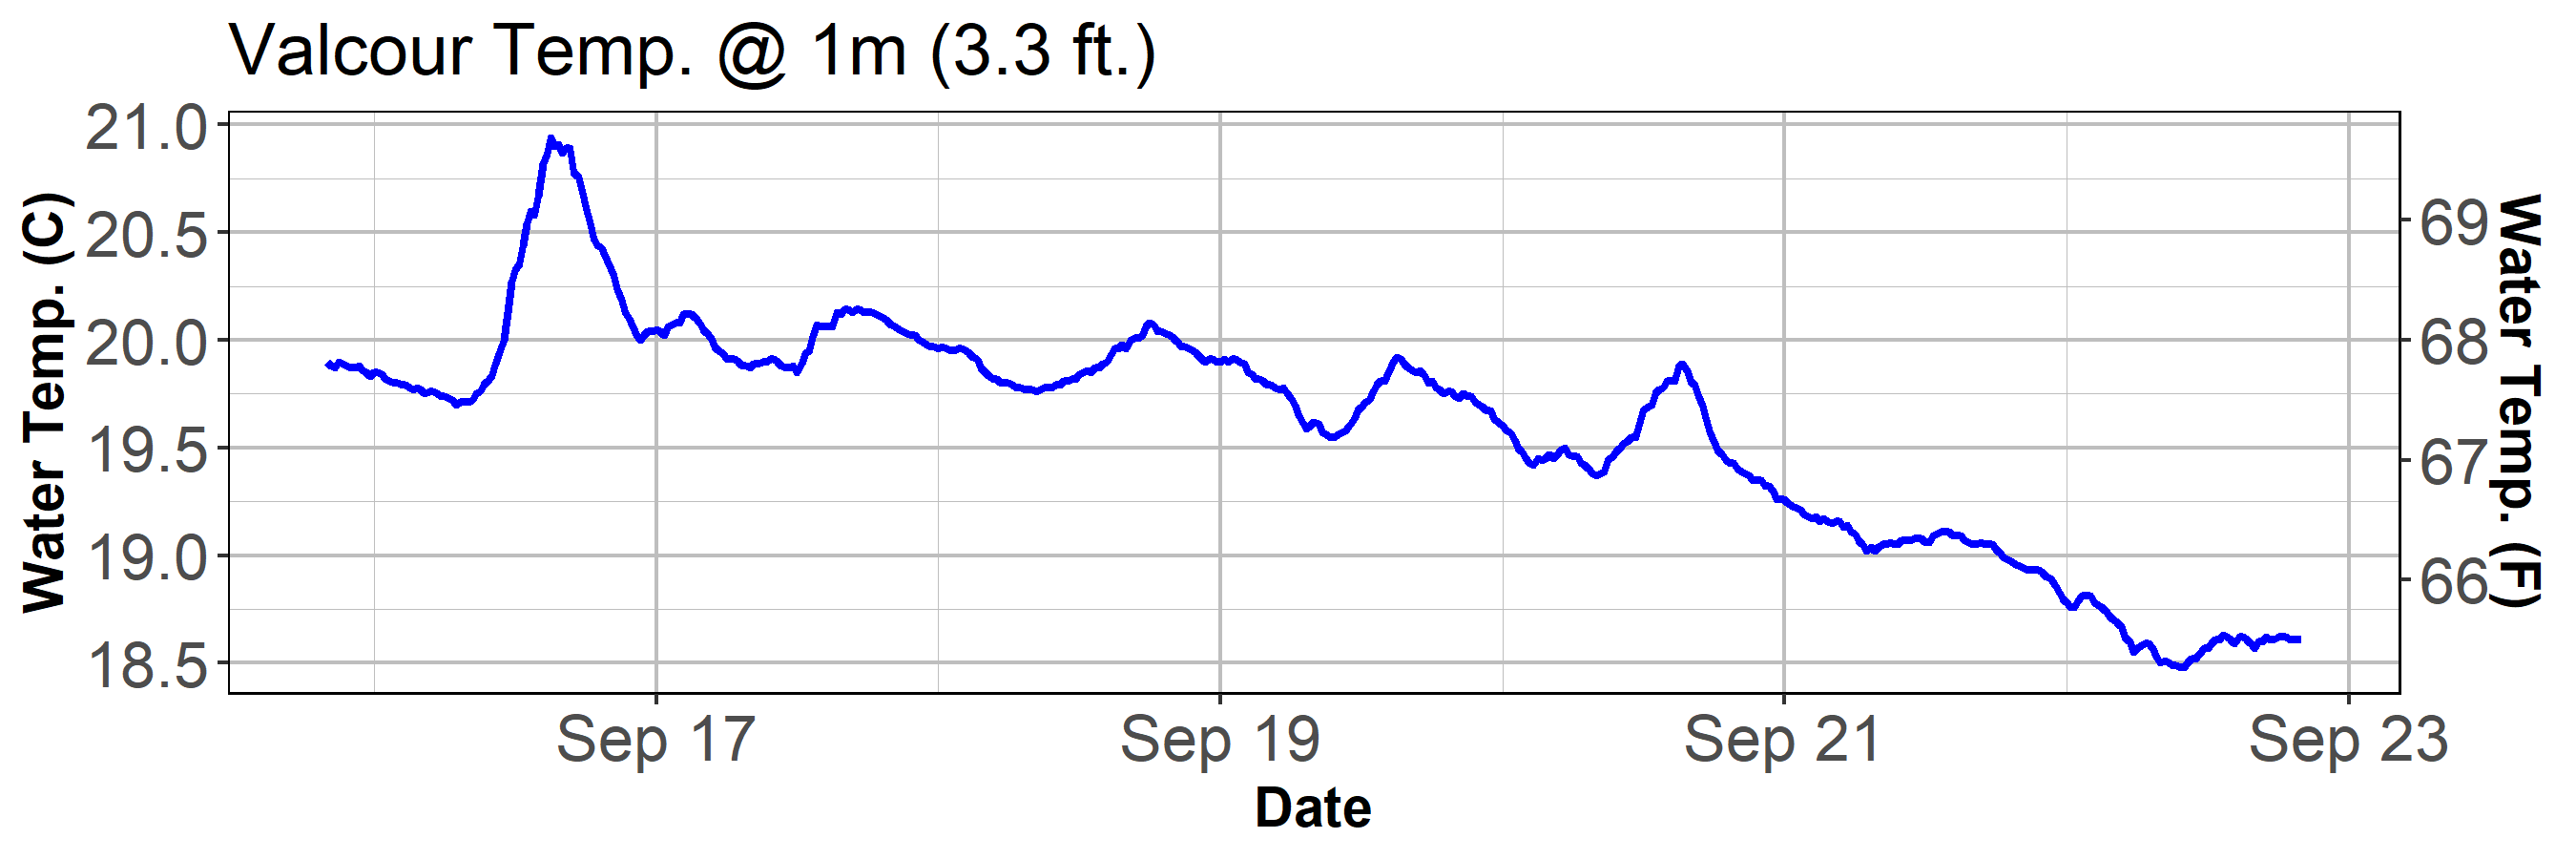 Valcour Temp. @ 1m (3.3 ft.)
Water Temp. (C)
21.0
20.5
20.0
19.5
19.0
18.5
69
68
67
66
Water Temp. (F)
Sep 17
Sep 19
Sep 21
Sep 23
Date